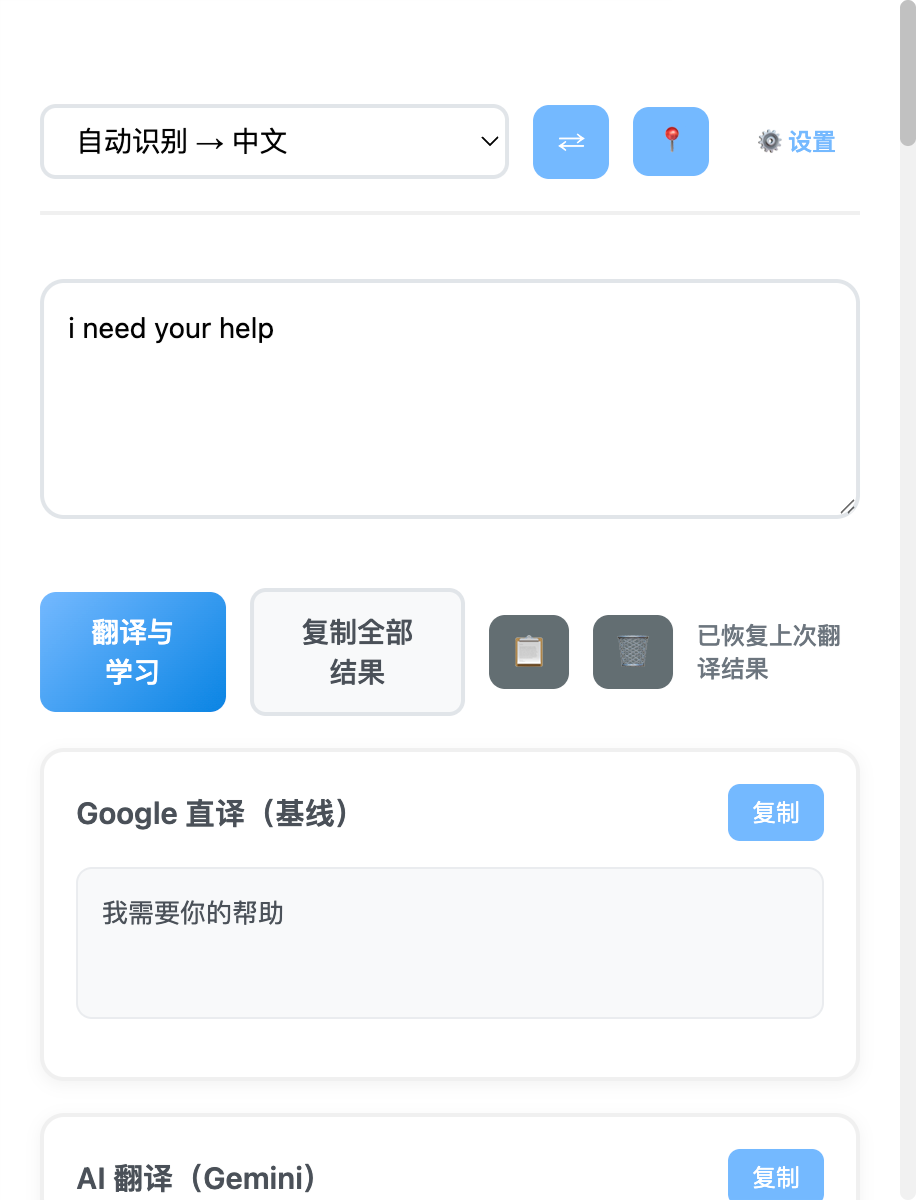 自动识别 → 中文
⇄
📍
⚙️ 设置
i need your help
翻译与
学习
复制全部
结果
📋
🗑️
已恢复上次翻
译结果
Google 直译（基线）
复制
我需要你的帮助
AI 翻译（Gemini）
复制